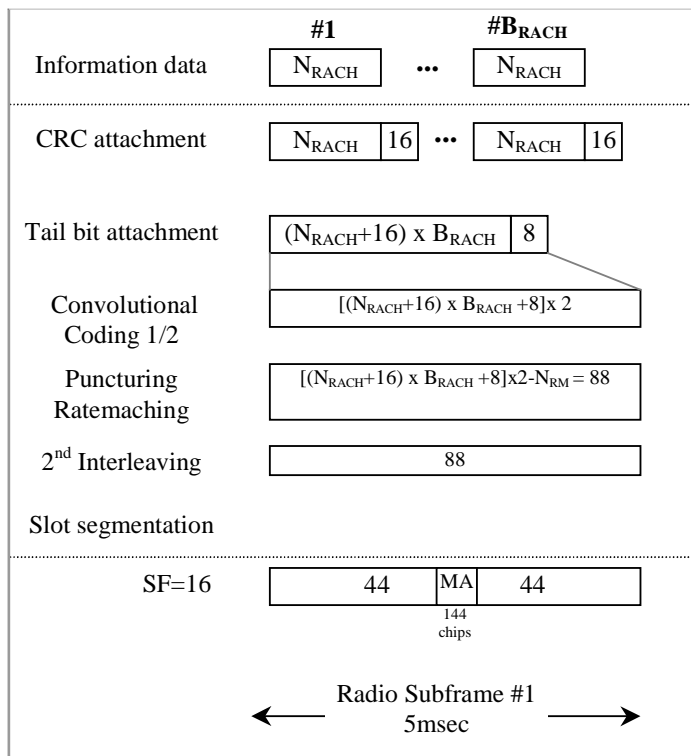 #1 #B_RACH
Information data N_RACH ... N_RACH
CRC attachment N_RACH 16 ... N_RACH 16
Tail bit attachment (N_RACH+16) x B_RACH 8
Convolutional
Coding 1/2
[(N_RACH+16) x B_RACH +8]x 2
Puncturing
Ratemaching
[(N_RACH+16) x B_RACH +8]x2-N_RM = 88
2nd Interleaving 88
Slot segmentation
SF=16 44 MA 44
144
chips
Radio Subframe #1
5msec